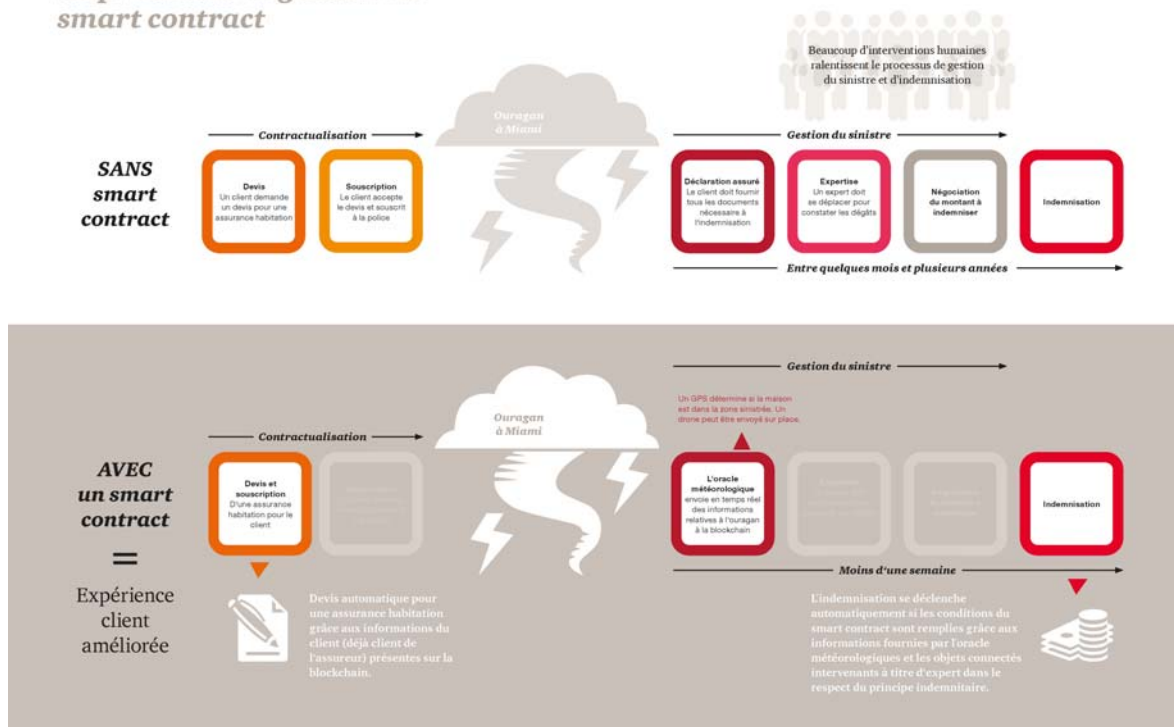 smart contract
Beaucoup d'interventions humaines
ralentissent le processus de gestion
du sinistre et d'indemnisation
Ouragan
à Miami
Contractualisation
Gestion du sinistre
SANS
smart
contract
Devis
Un client demande
un devis pour une
assurance habitation
Souscription
Le client accepte
le devis et souscrit
à la police
Déclaration assuré
Le client doit fournir
tous les documents
nécessaire à
l'indemnisation
Expertise
Un expert doit
se déplacer pour
constater les dégâts
Négociation
du montant à
indemniser
Indemnisation
Entre quelques mois et plusieurs années
Gestion du sinistre
Un GPS détermine si la maison
est dans la zone sinistrée. Un
drone peut être envoyé sur place.
Ouragan
à Miami
Contractualisation
AVEC
un smart
contract
=
Expérience
client
améliorée
Devis et
souscription
D'une assurance
habitation pour le
client
L'oracle
météorologique
envoie en temps réel
des informations
relatives à l'ouragan
à la blockchain
Indemnisation
Moins d'une semaine
Devis automatique pour
une assurance habitation
grâce aux informations du
client (déjà client de
l'assureur) présentes sur la
blockchain.
L'indemnisation se déclenche
automatiquement si les conditions du
smart contract sont remplies grâce aux
informations fournies par l'oracle
météorologiques et les objets connectés
intervenants à titre d'expert dans le
respect du principe indemnitaire.